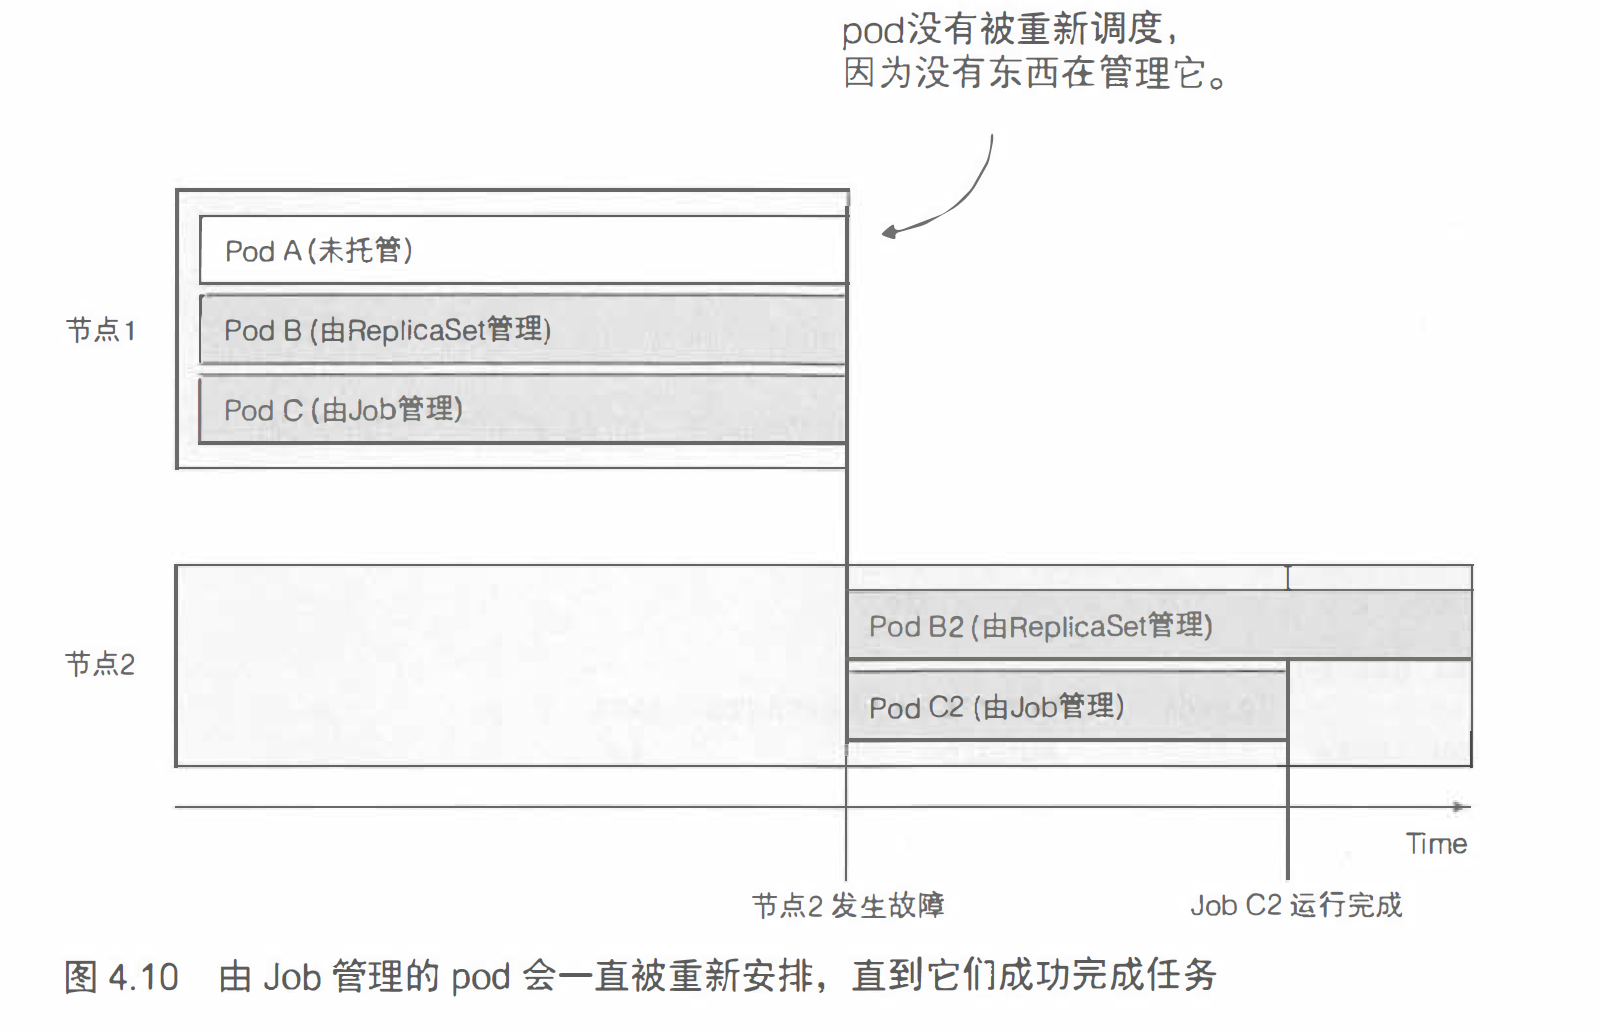 pod没有被重新调度，
因为没有东西在管理它。
Pod A (未托管)
节点1
Pod B (由ReplicaSet管理)
Pod C (由Job管理)
Pod B2 (由ReplicaSet管理)
节点2
Pod C2 (由Job管理)
Time
节点2 发生故障
Job C2 运行完成
图 4.10 由 Job 管理的 pod 会一直被重新安排，直到它们成功完成任务